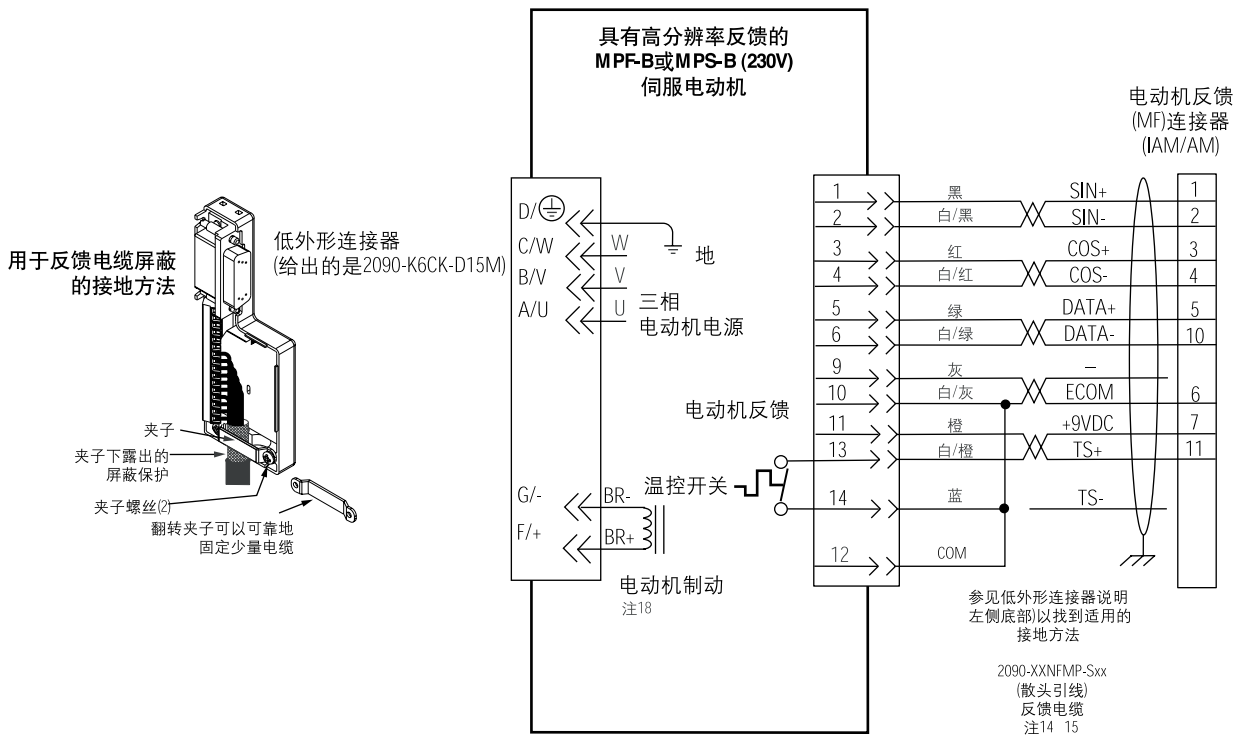 具有高分辨率反馈的
MPF-B或MPS-B (230V)
伺服电动机
电动机反馈
(MF)连接器
(IAM/AM)
用于反馈电缆屏蔽
的接地方法
低外形连接器
(给出的是2090-K6CK-D15M)
夹子
夹子下露出的
屏蔽保护
夹子螺丝(2)
翻转夹子可以可靠地
固定少量电缆
D/
C/W
B/V
A/U
W
V
U
地
三相
电动机电源
G/-
F/+
BR-
BR+
电动机制动
注18
电动机反馈
温控开关
1 黑 SIN+ 1
2 白/黑 SIN- 2
3 红 COS+ 3
4 白/红 COS- 4
5 绿 DATA+ 5
6 白/绿 DATA- 10
9 灰 –
10 白/灰 ECOM 6
11 橙 +9VDC 7
13 白/橙 TS+ 11
14 蓝 TS-
12 COM
参见低外形连接器说明
左侧底部)以找到适用的
接地方法
2090-XXNFMP-Sxx
(散头引线)
反馈电缆
注14 15